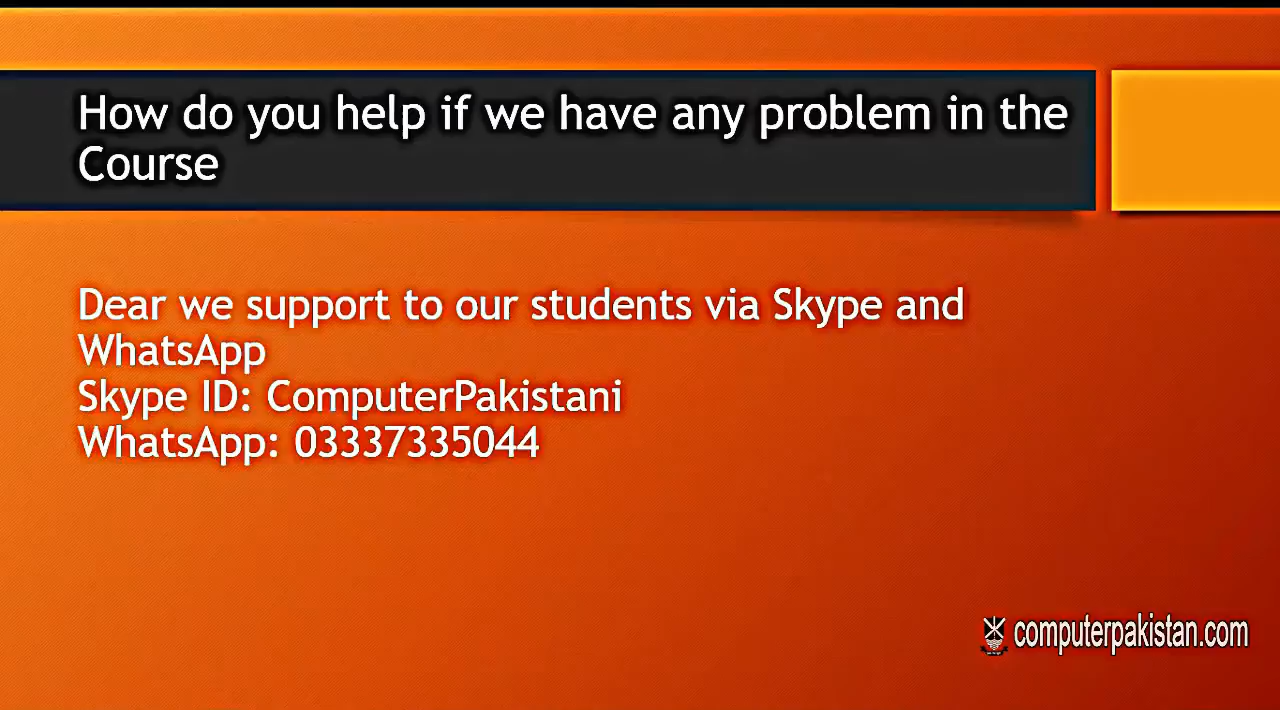 How do you help if we have any problem in the
Course
Dear we support to our students via Skype and
WhatsApp
Skype ID: ComputerPakistani
WhatsApp: 03337335044
computerpakistan.com